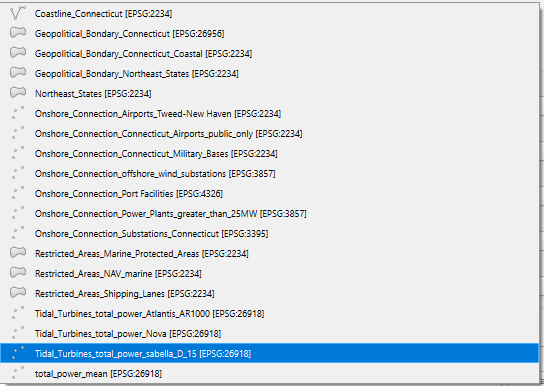 Coastline_Connecticut [EPSG:2234]
Geopolitical_Bondary_Connecticut [EPSG:26956]
Geopolitical_Bondary_Connecticut_Coastal [EPSG:2234]
Geopolitical_Bondary_Northeast_States [EPSG:2234]
Northeast_States [EPSG:2234]
Onshore_Connection_Airports_Tweed-New Haven [EPSG:2234]
Onshore_Connection_Connecticut_Airports_public_only [EPSG:2234]
Onshore_Connection_Connecticut_Military_Bases [EPSG:2234]
Onshore_Connection_offshore_wind_substations [EPSG:3857]
Onshore_Connection_Port Facilities [EPSG:4326]
Onshore_Connection_Power_Plants_greater_than_25MW [EPSG:3857]
Onshore_Connection_Substations_Connecticut [EPSG:3395]
Restricted_Areas_Marine_Protected_Areas [EPSG:2234]
Restricted_Areas_NAV_marine [EPSG:2234]
Restricted_Areas_Shipping_Lanes [EPSG:2234]
Tidal_Turbines_total_power_Atlantis_AR1000 [EPSG:26918]
Tidal_Turbines_total_power_Nova [EPSG:26918]
Tidal_Turbines_total_power_sabella_D_15 [EPSG:26918]
total_power_mean [EPSG:26918]